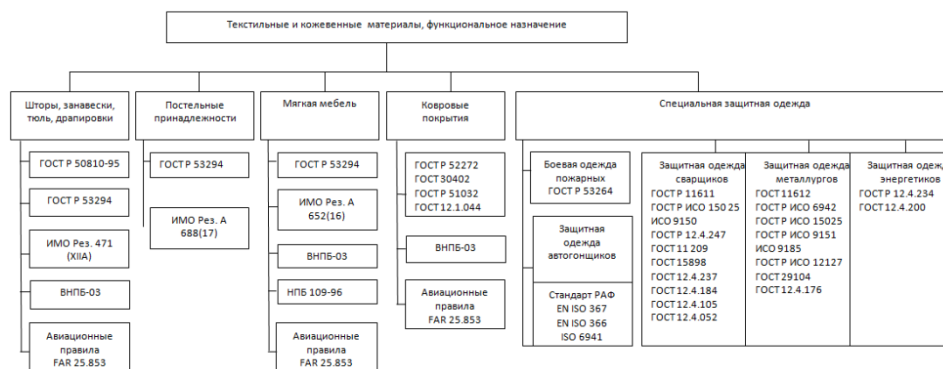 Текстильные и кожевенные материалы, функциональное назначение
Шторы, занавески,
тюль, драпировки
ГОСТ Р 50810-95
ГОСТ Р 53294
ИМО Рез. 471
(XIIА)
ВНПБ-03
Авиационные
правила
FAR 25.853
Постельные
принадлежности
ГОСТ Р 53294
ИМО Рез. А
688(17)
Мягкая мебель
ГОСТ Р 53294
ИМО Рез. А
652(16)
ВНПБ-03
НПБ 109-96
Авиационные
правила
FAR 25.853
Ковровые
покрытия
ГОСТ Р 52272
ГОСТ 30402
ГОСТ Р 51032
ГОСТ 12.1.044
ВНПБ-03
Авиационные
правила
FAR 25.853
Специальная защитная одежда
Боевая одежда
пожарных
ГОСТ Р 53264
Защитная
одежда
автогонщиков
Стандарт РАФ
EN ISO 367
EN ISO 366
ISO 6941
Защитная одежда
сварщиков
ГОСТ Р 11611
ГОСТ Р ИСО 150 25
ИСО 9150
ГОСТ Р 12.4.247
ГОСТ 11 209
ГОСТ 15898
ГОСТ 12.4.237
ГОСТ 12.4.184
ГОСТ 12.4.105
ГОСТ 12.4.052
Защитная одежда
металлургов
ГОСТ 11612
ГОСТ Р ИСО 6942
ГОСТ Р ИСО 15025
ГОСТ Р ИСО 9151
ИСО 9185
ГОСТ Р ИСО 12127
ГОСТ 29104
ГОСТ 12.4.176
Защитная одежда
энергетиков
ГОСТ Р 12.4.234
ГОСТ 12.4.200